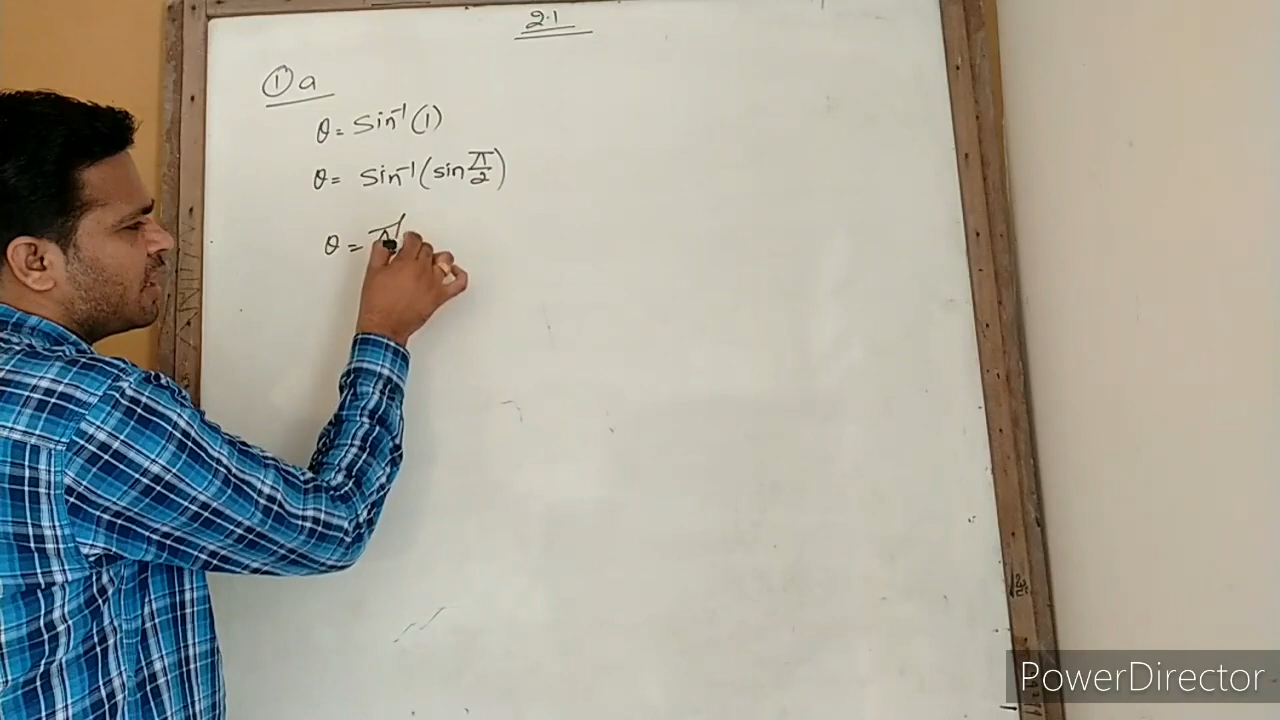 2.1
① a
θ = Sin⁻¹(1)
θ = Sin⁻¹(sin π/2)
θ = π
PowerDirector